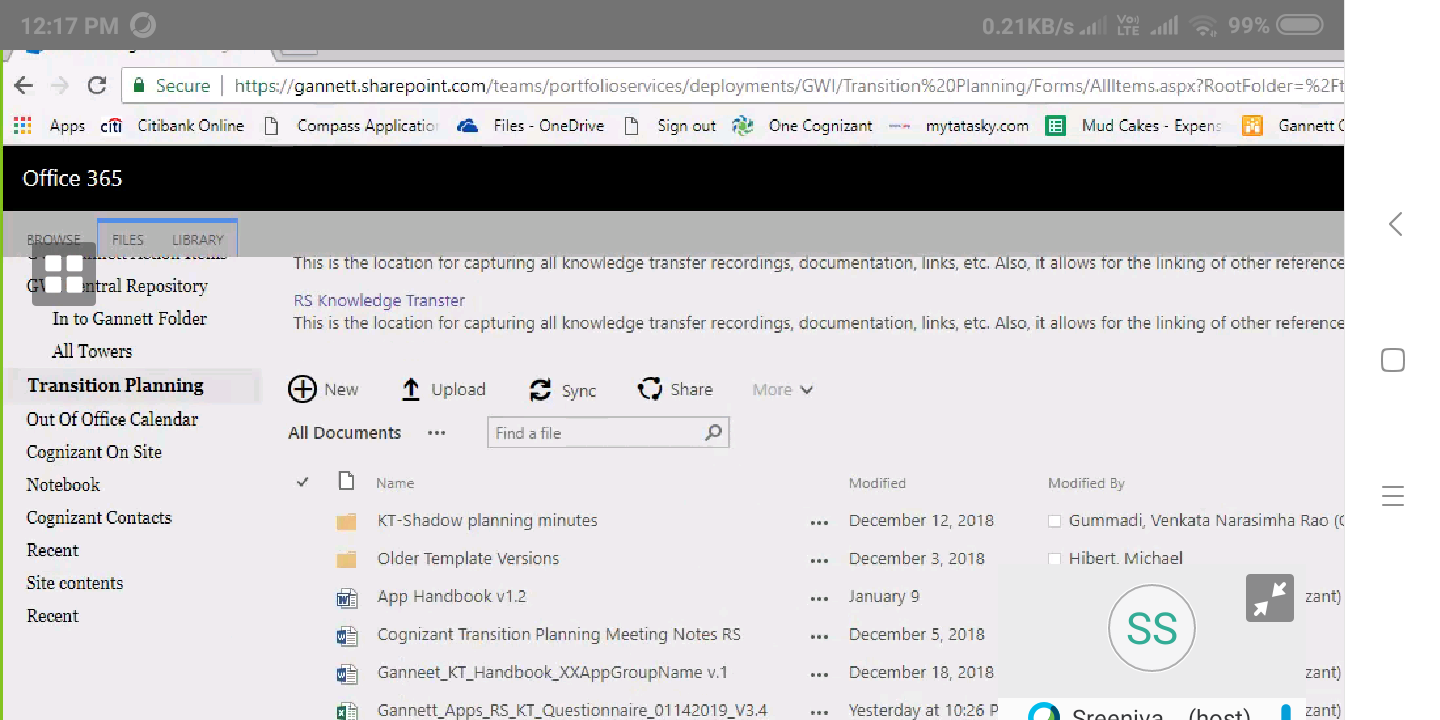 12:17 PM 0.21KB/s Vo) LTE 99%
Secure https://gannett.sharepoint.com/teams/portfolioservices/deployments/GWI/Transition%20Planning/Forms/AllItems.aspx?RootFolder=%2Ft
Apps citi Citibank Online Compass Applicatio Files - OneDrive Sign out One Cognizant mytatasky.com Mud Cakes - Expens Gannett
Office 365
BROWSE FILES LIBRARY
This is the location for capturing all knowledge transfer recordings, documentation, links, etc. Also, it allows for the linking of other reference
Repository
RS Knowledge Transfer
In to Gannett Folder
This is the location for capturing all knowledge transfer recordings, documentation, links, etc. Also, it allows for the linking of other reference
All Towers
Transition Planning
New Upload Sync Share More
Out Of Office Calendar
All Documents ... Find a file
Cognizant On Site
Notebook
Name Modified Modified By
Cognizant Contacts
KT-Shadow planning minutes ... December 12, 2018 Gummadi, Venkata Narasimha Rao (
Recent
Older Template Versions ... December 3, 2018 Hibert, Michael
Site contents
App Handbook v1.2 ... January 9 zant)
Recent
Cognizant Transition Planning Meeting Notes RS ... December 5, 2018 SS
Ganneet_KT_Handbook_XXAppGroupName v.1 ... December 18, 2018 zant)
Gannett_Apps_RS_KT_Questionnaire_01142019_V3.4 ... Yesterday at 10:26 P zant)
Sreeniva... (host)